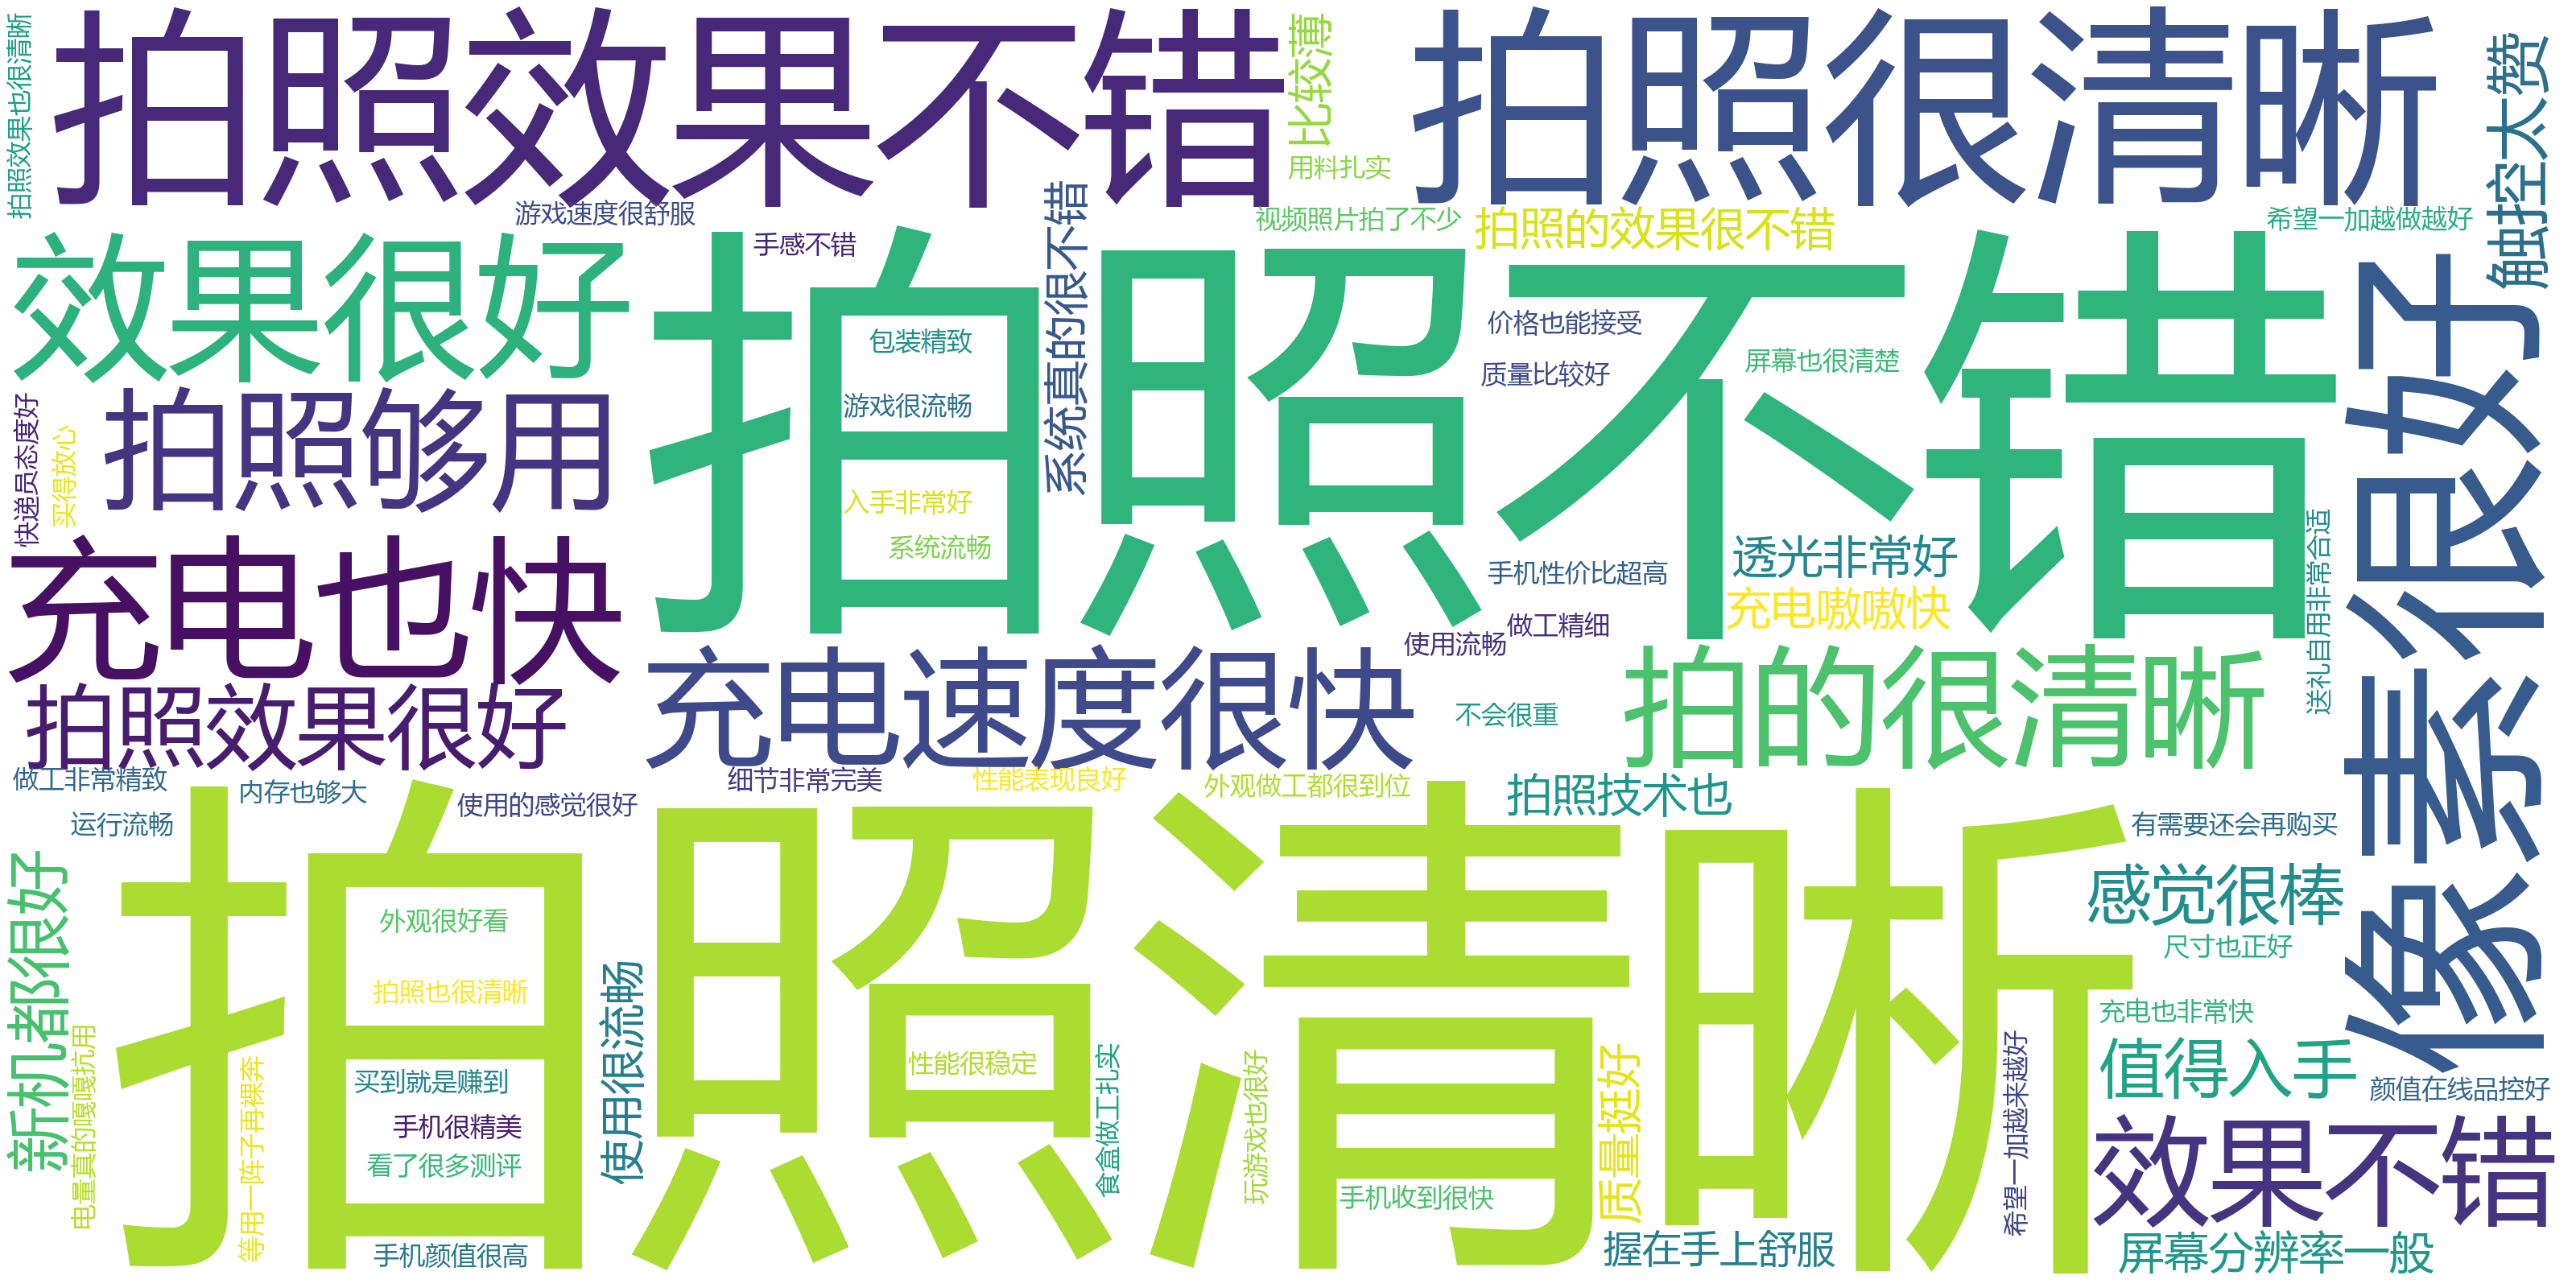 拍照效果也很清晰
拍照效果不错
比较薄
用料扎实
拍照很清晰
触控太赞
游戏速度很舒服
手感不错
系统真的很不错
视频照片拍了不少
拍照的效果很不错
希望一加越做越好
效果很好
拍照不错
包装精致
游戏很流畅
入手非常好
系统流畅
价格也能接受
质量比较好
屏幕也很清楚
像素很好
快递员态度好
买得放心
拍照够用
手机性价比超高
透光非常好
充电嗷嗷快
做工精细
使用流畅
送礼自用非常合适
充电也快
充电速度很快
拍的很清晰
不会很重
拍照效果很好
做工非常精致
内存也够大
使用的感觉很好
细节非常完美
性能表现良好
外观做工都很到位
拍照技术也
运行流畅
有需要还会再购买
拍照清晰
新机都很好
电量真的嘎嘎抗用
等用一阵子再裸奔
外观很好看
拍照也很清晰
买到就是赚到
手机很精美
看了很多测评
手机颜值很高
使用很流畅
性能很稳定
食盒做工扎实
玩游戏也很好
手机收到很快
质量挺好
握在手上舒服
希望一加越来越好
感觉很棒
尺寸也正好
充电也非常快
值得入手
颜值在线品控好
效果不错
屏幕分辨率一般